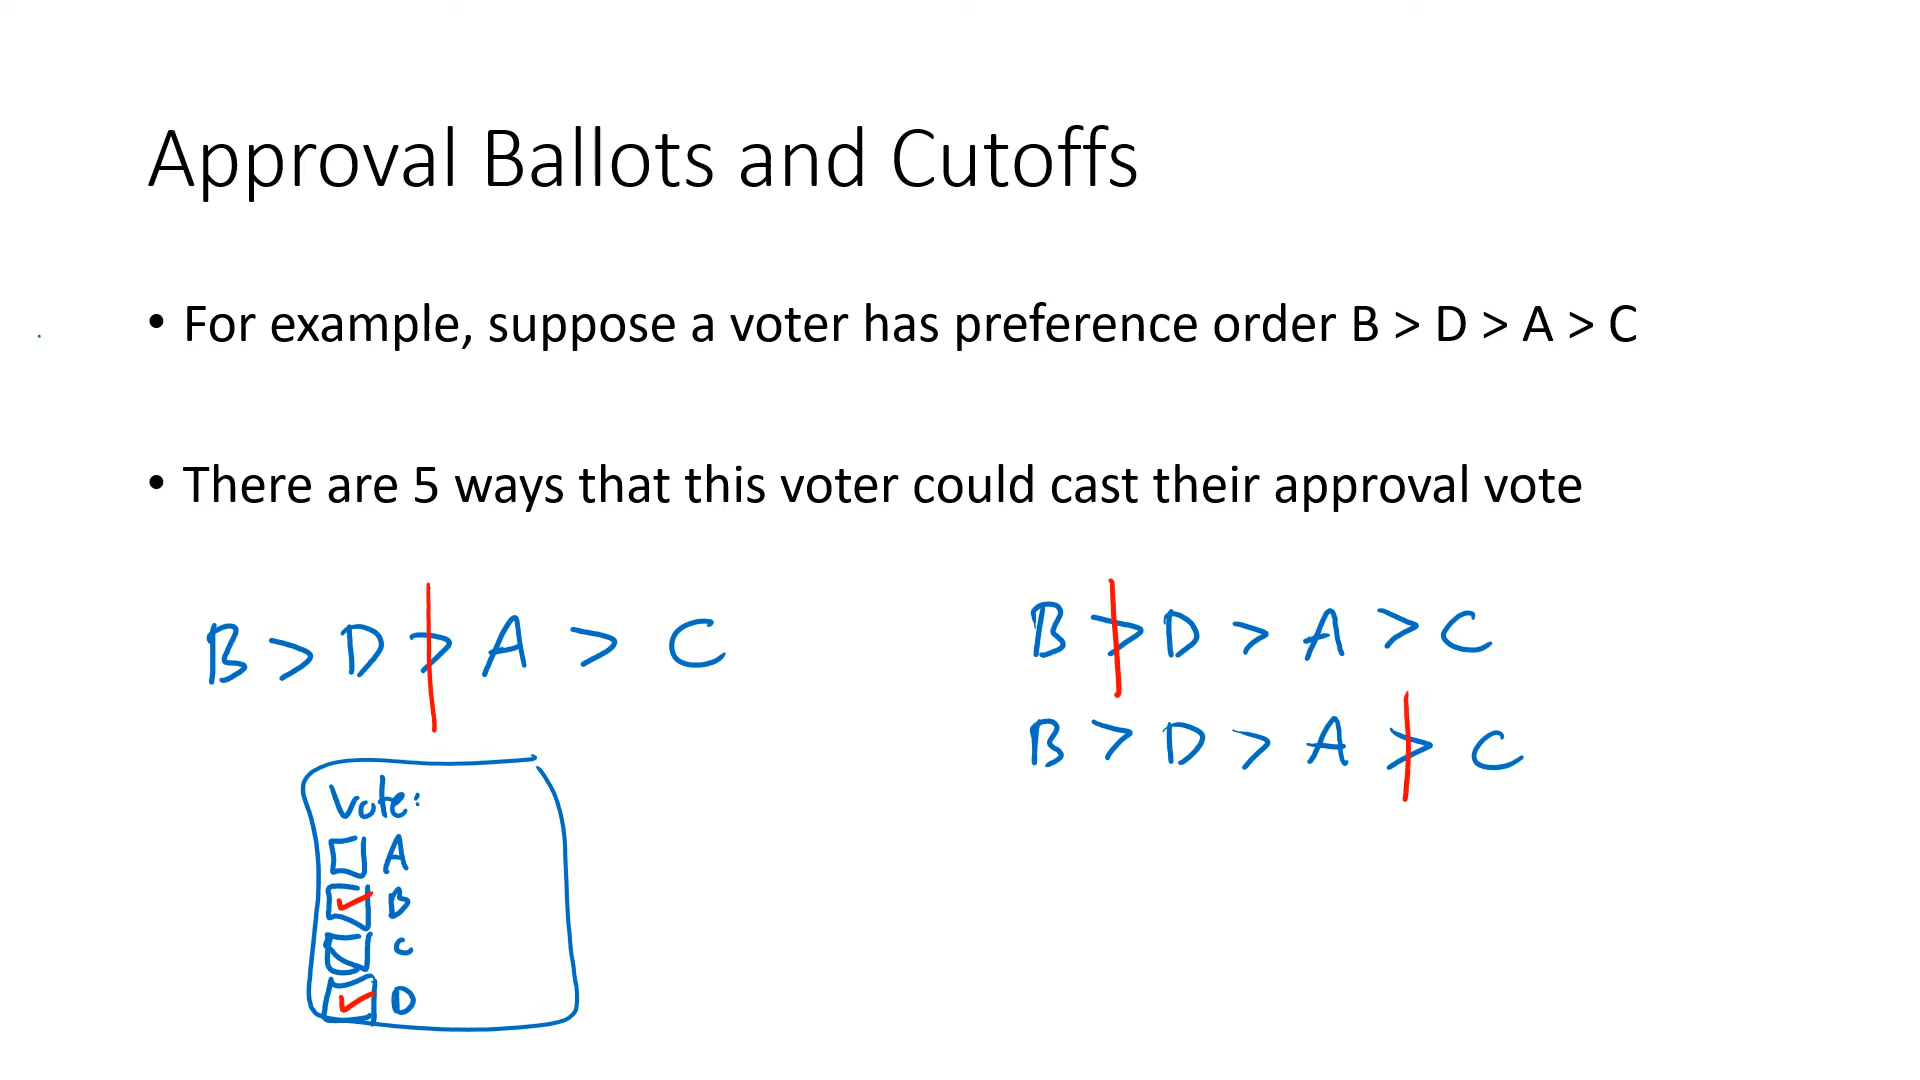 Approval Ballots and Cutoffs
• For example, suppose a voter has preference order B > D > A > C
• There are 5 ways that this voter could cast their approval vote
B > D > A > C
Vote:
A
B
C
D
B > D > A > C
B > D > A > C